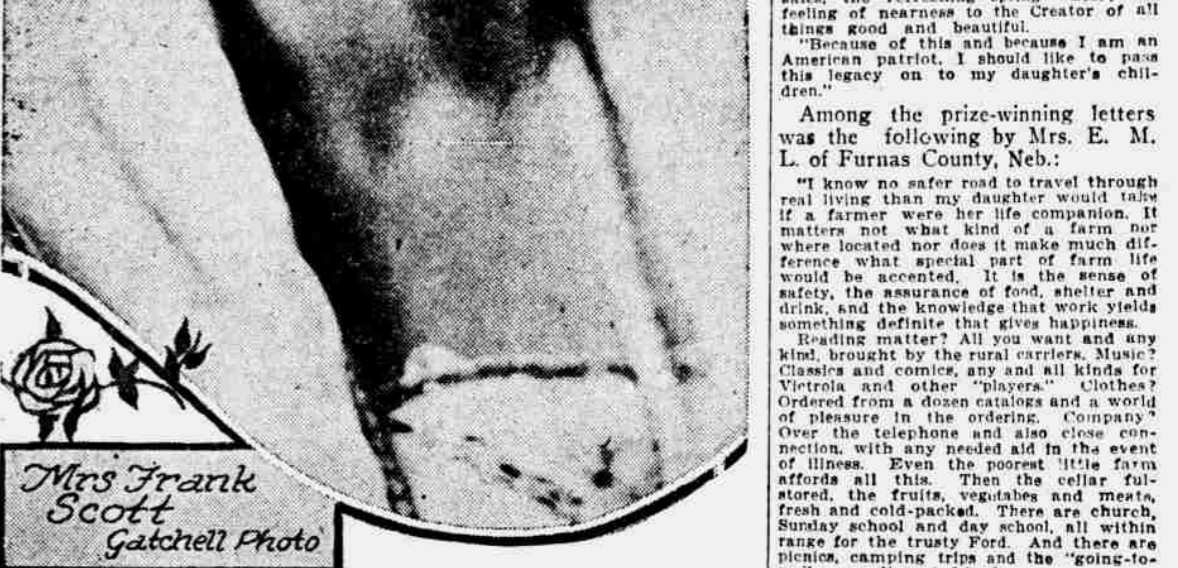 Mrs Frank
Scott
Gatchell Photo
feeling of nearness to the Creator of all
things good and beautiful.
"Because of this and because I am an
American patriot, I should like to pass
this legacy on to my daughter's chil-
dren."
Among the prize-winning letters
was the following by Mrs. E. M.
L. of Furnas County, Neb.:
"I know no safer road to travel through
real living than my daughter would take
if a farmer were her life companion. It
matters not what kind of a farm nor
where located nor does it make much dif-
ference what special part of farm life
would be accented. It is the sense of
safety, the assurance of food, shelter and
drink, and the knowledge that work yields
something definite that gives happiness.
Reading matter? All you want and any
kind, brought by the rural carriers. Music?
Classics and comics, any and all kinds for
Victrola and other "players." Clothes?
Ordered from a dozen catalogs and a world
of pleasure in the ordering. Company?
Over the telephone and also close con-
nection, with any needed aid in the event
of illness. Even the poorest little farm
affords all this. Then the cellar ful-
stored, the fruits, vegetabes and meats,
fresh and cold-packed. There are church,
Sunday school and day school, all within
range for the trusty Ford. And there are
picnics, camping trips and the "going-to-